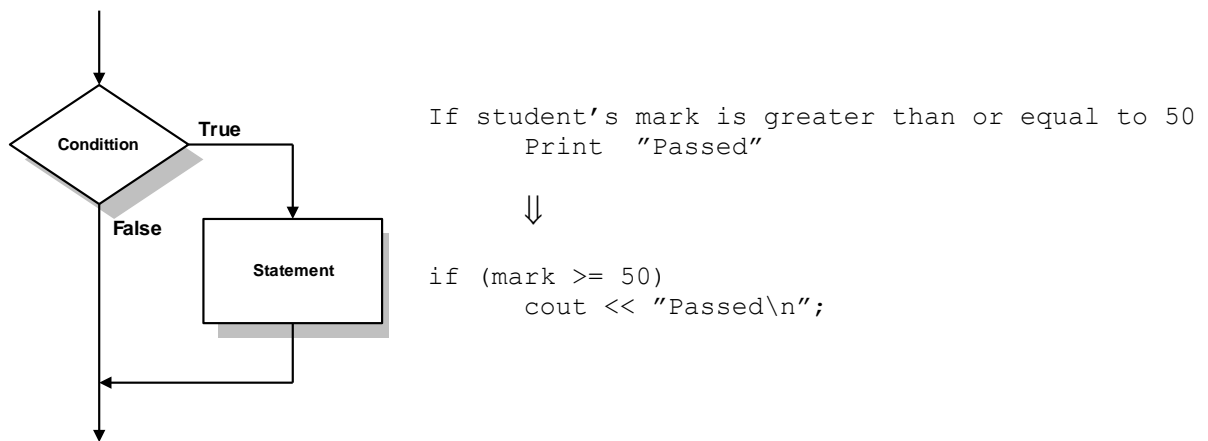 Condittion
True
False
Statement
If student's mark is greater than or equal to 50
Print ″Passed″
⇓
if (mark >= 50)
cout << ″Passed\n″;